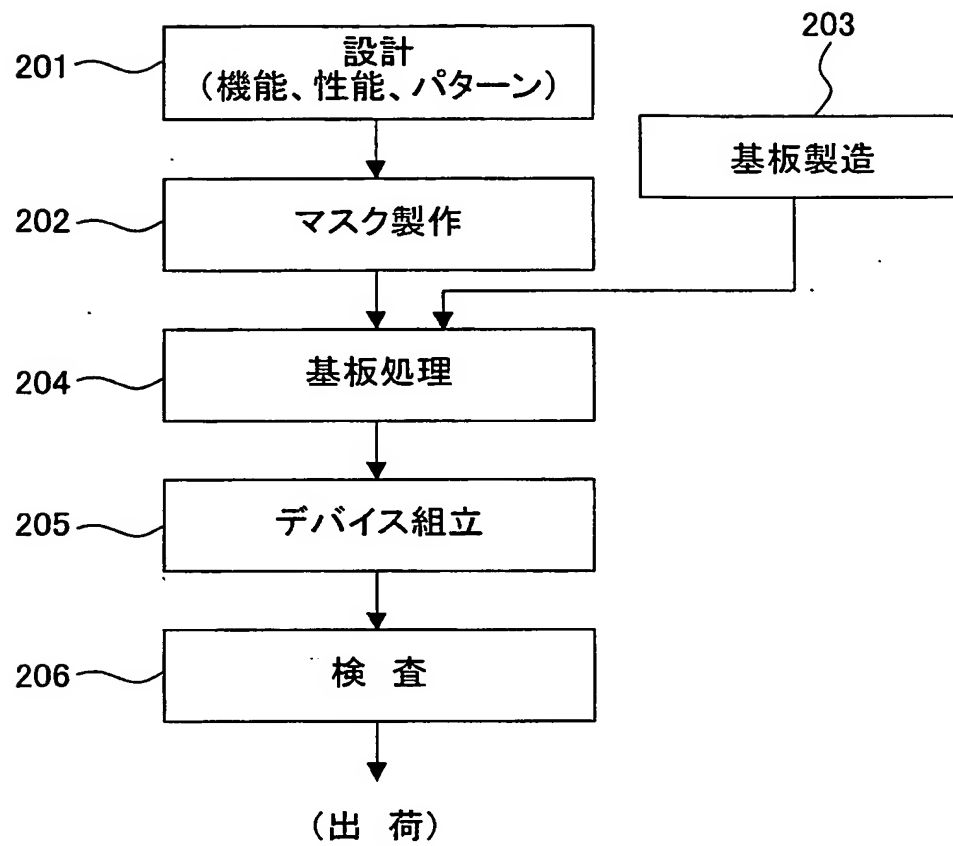 201
設計
(機能、性能、パターン)
203
基板製造
202
マスク製作
204
基板処理
205
デバイス組立
206
検 査
(出 荷)